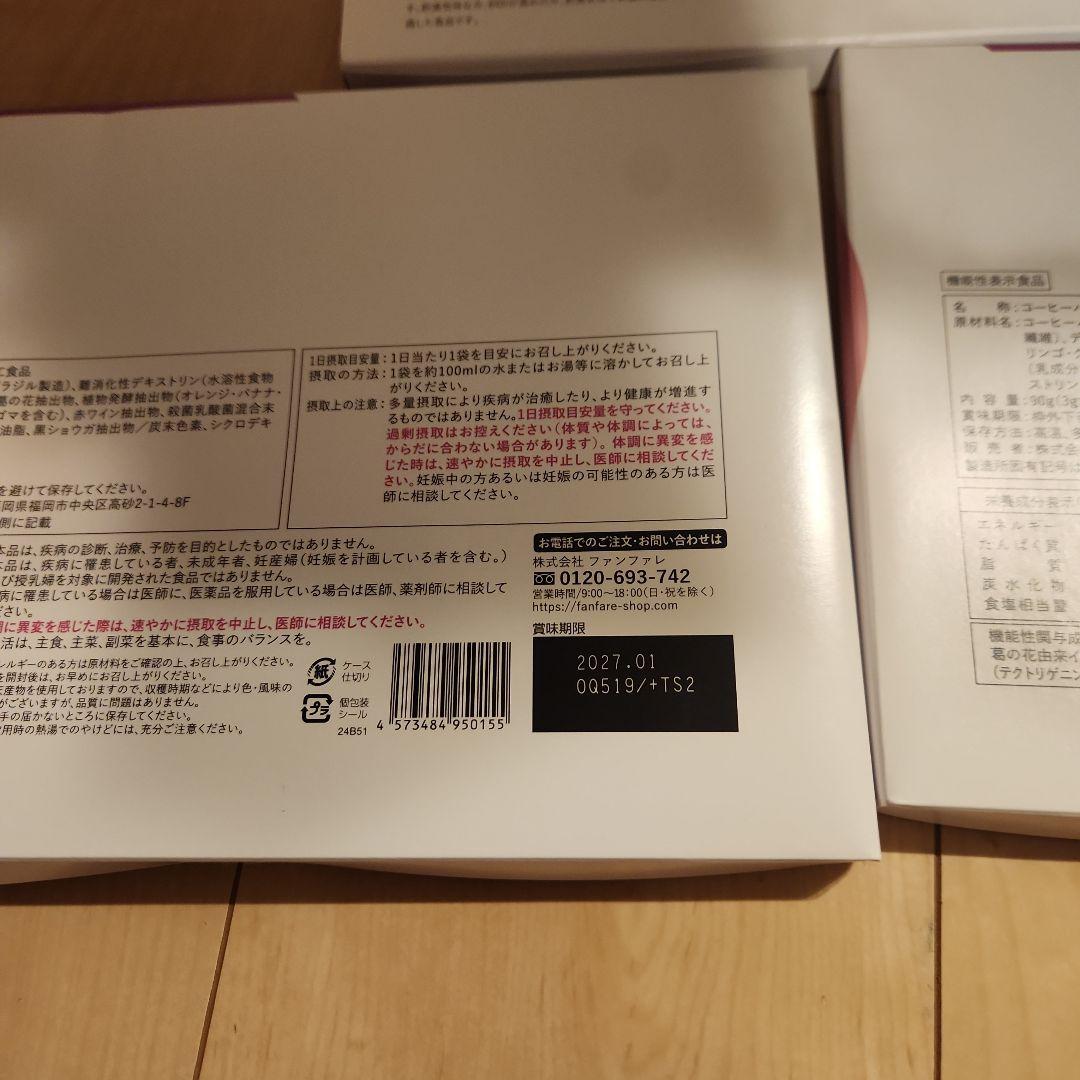 工食品
ラジル製造)、難消化性デキストリン(水溶性食物
葛の花抽出物、植物発酵抽出物(オレンジ・バナナ・
ゴマを含む)、赤ワイン抽出物、殺菌乳酸菌混合末
油脂、黒ショウガ抽出物/炭末色素、シクロデキ
を避けて保存してください。
岡県福岡市中央区高砂2-1-4-8F
側に記載
1日摂取目安量:1日当たり1袋を目安にお召し上がりください。
摂取の方法:1袋を約100mlの水またはお湯等に溶かしてお召し上
がりください。
摂取上の注意:多量摂取により疾病が治癒したり、より健康が増進す
るものではありません。1日摂取目安量を守ってください。
過剰摂取はお控えください(体質や体調によっては、
からだに合わない場合があります)。体調に異変を感
じた時は、速やかに摂取を中止し、医師に相談してくだ
さい。妊娠中の方あるいは妊娠の可能性のある方は医
師に相談してください。
本品は、疾病の診断、治療、予防を目的としたものではありません。
本品は、疾病に罹患している者、未成年者、妊産婦(妊娠を計画している者を含む。)
び授乳婦を対象に開発された食品ではありません。
病に罹患している場合は医師に、医薬品を服用している場合は医師、薬剤師に相談して
ださい。
調に異変を感じた際は、速やかに摂取を中止し、医師に相談してください。
活は、主食、主菜、副菜を基本に、食事のバランスを。
レルギーのある方は原材料をご確認の上、お召し上がりください。
を開封後は、お早めにお召し上がりください。
天産物を使用しておりますので、収穫時期などにより色・風味の
がございますが、品質に問題はありません。
手の届かないところに保存してください。
使用時の熱湯でのやけどには、充分ご注意ください。
紙
ケース
仕切り
プラ
個包装
シール
24B51
4 573484 950155
お電話でのご注文・お問い合わせは
株式会社 ファンファレ
0120-693-742
営業時間/9:00〜18:00(日・祝を除く)
https://fanfare-shop.com
賞味期限
2027.01
0Q519/+TS2
機能性表示食品
名 称:コーヒー
原材料名:コーヒー
繊維)、デ
リンゴ・
(乳成分
ストリン
内容量:90g(3g
賞味期限:枠外下
保存方法:高温、多
販売者:株式会
製造所固有記号は
栄養成分表示
エネルギー
たんぱく質
脂質
炭水化物
食塩相当量
機能性関与成
葛の花由来イ
(テクトリゲニン